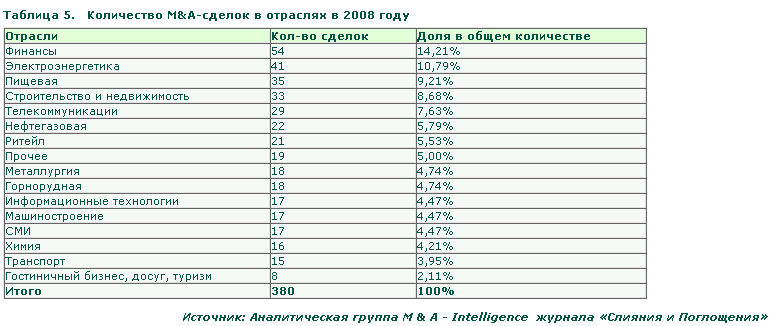 Таблица 5. Количество M&A-сделок в отраслях в 2008 году
Отрасли Кол-во сделок Доля в общем количестве
Финансы 54 14,21%
Электроэнергетика 41 10,79%
Пищевая 35 9,21%
Строительство и недвижимость 33 8,68%
Телекоммуникации 29 7,63%
Нефтегазовая 22 5,79%
Ритейл 21 5,53%
Прочее 19 5,00%
Металлургия 18 4,74%
Горнорудная 18 4,74%
Информационные технологии 17 4,47%
Машиностроение 17 4,47%
СМИ 17 4,47%
Химия 16 4,21%
Транспорт 15 3,95%
Гостиничный бизнес, досуг, туризм 8 2,11%
Итого 380 100%
Источник: Аналитическая группа M & A - Intelligence журнала «Слияния и Поглощения»